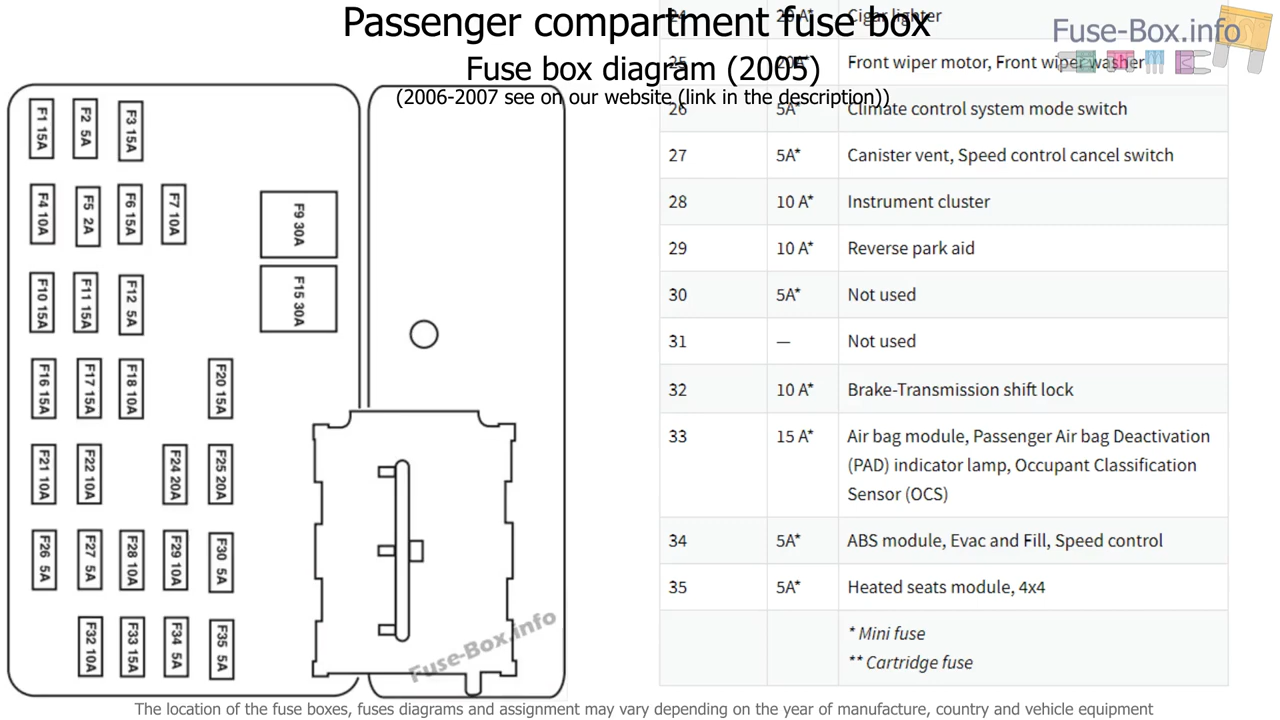 Passenger compartment fuse box
Fuse box diagram (2005)
(2006-2007 see on our website (link in the description))
Fuse-Box.info
F1 15A
F2 5A
F3 15A
F4 10A
F5 2A
F6 15A
F7 10A
F9 30A
F10 15A
F11 15A
F12 5A
F15 30A
F16 15A
F17 15A
F18 10A
F20 15A
F21 10A
F22 10A
F24 20A
F25 20A
F26 5A
F27 5A
F28 10A
F29 10A
F30 5A
F32 10A
F33 15A
F34 5A
F35 5A
Fuse-Box.info
24 20 A* Cigar lighter
25 20A* Front wiper motor, Front wiper washer
26 5A* Climate control system mode switch
27 5A* Canister vent, Speed control cancel switch
28 10 A* Instrument cluster
29 10 A* Reverse park aid
30 5A* Not used
31 — Not used
32 10 A* Brake-Transmission shift lock
33 15 A* Air bag module, Passenger Air bag Deactivation
(PAD) indicator lamp, Occupant Classification
Sensor (OCS)
34 5A* ABS module, Evac and Fill, Speed control
35 5A* Heated seats module, 4x4
* Mini fuse
** Cartridge fuse
The location of the fuse boxes, fuses diagrams and assignment may vary depending on the year of manufacture, country and vehicle equipment